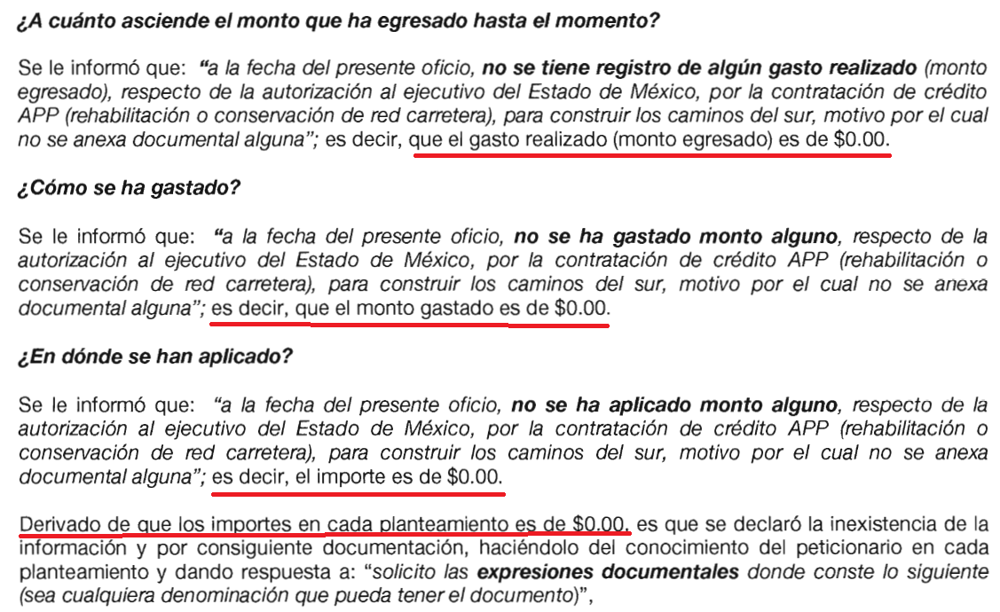 ¿A cuánto asciende el monto que ha egresado hasta el momento?
Se le informó que: “a la fecha del presente oficio, no se tiene registro de algún gasto realizado (monto
egresado), respecto de la autorización al ejecutivo del Estado de México, por la contratación de crédito
APP (rehabilitación o conservación de red carretera), para construir los caminos del sur, motivo por el cual
no se anexa documental alguna”; es decir, que el gasto realizado (monto egresado) es de $0.00.
¿Cómo se ha gastado?
Se le informó que: “a la fecha del presente oficio, no se ha gastado monto alguno, respecto de la
autorización al ejecutivo del Estado de México, por la contratación de crédito APP (rehabilitación o
conservación de red carretera), para construir los caminos del sur, motivo por el cual no se anexa
documental alguna”; es decir, que el monto gastado es de $0.00.
¿En dónde se han aplicado?
Se le informó que: “a la fecha del presente oficio, no se ha aplicado monto alguno, respecto de la
autorización al ejecutivo del Estado de México, por la contratación de crédito APP (rehabilitación o
conservación de red carretera), para construir los caminos del sur, motivo por el cual no se anexa
documental alguna”; es decir, el importe es de $0.00.
Derivado de que los importes en cada planteamiento es de $0.00, es que se declaró la inexistencia de la
información y por consiguiente documentación, haciéndolo del conocimiento del peticionario en cada
planteamiento y dando respuesta a: “solicito las expresiones documentales donde conste lo siguiente
(sea cualquiera denominación que pueda tener el documento)”,